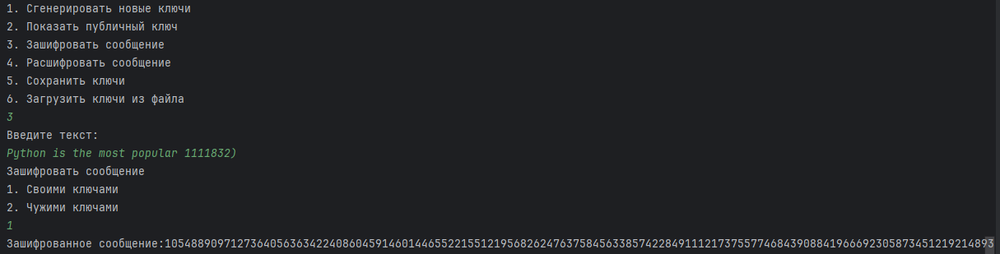 1. Сгенерировать новые ключи
2. Показать публичный ключ
3. Зашифровать сообщение
4. Расшифровать сообщение
5. Сохранить ключи
6. Загрузить ключи из файла
3
Введите текст:
Python is the most popular 1111832)
Зашифровать сообщение
1. Своими ключами
2. Чужими ключами
1
Зашифрованное сообщение:105488909712736405636342240860459146014465522155121956826247637584563385742284911121737557746843908841966692305873451219214893